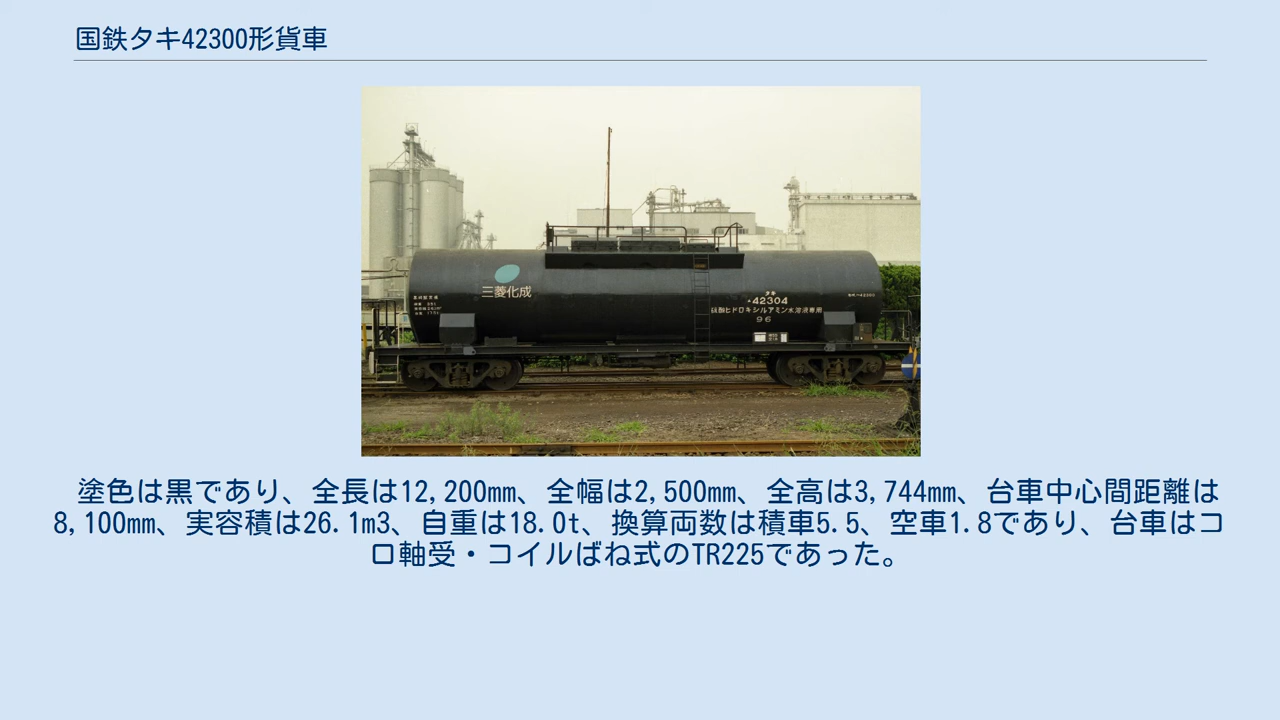 国鉄タキ42300形貨車
三菱化成
タキ
42304
硫酸ヒドロキシルアミン水溶液専用
96
塗色は黒であり、全長は12,200mm、全幅は2,500mm、全高は3,744mm、台車中心間距離は
8,100mm、実容積は26.1m3、自重は18.0t、換算両数は積車5.5、空車1.8であり、台車はコ
ロ軸受・コイルばね式のTR225であった。